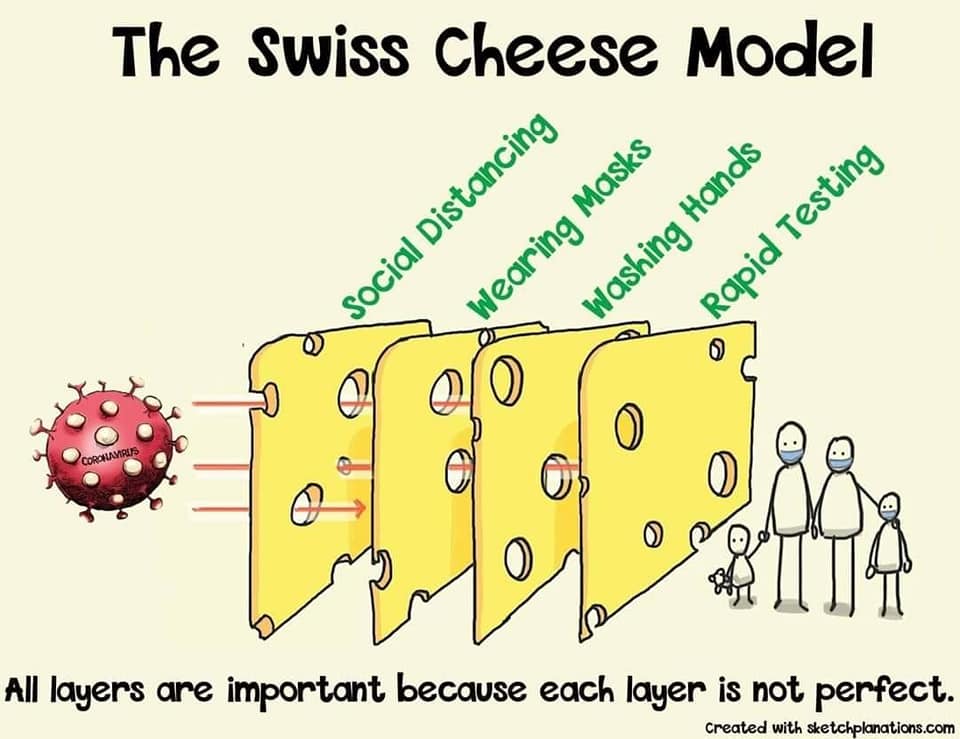 The Swiss Cheese Model
Social Distancing
Wearing Masks
Washing Hands
Rapid Testing
CORONAVIRUS
All layers are important because each layer is not perfect.
Created with sketchplanations.com